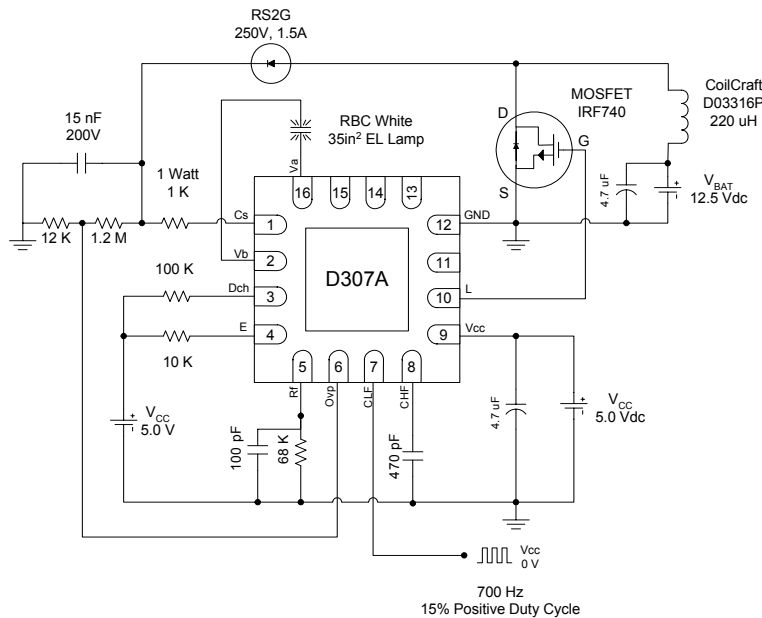 RS2G
250V, 1.5A
CoilCraft
D03316P
220 uH
MOSFET
IRF740
D
G
S
15 nF
200V
RBC White
35in² EL Lamp
1 Watt
1 K
Va
4.7 uF
V_BAT
12.5 Vdc
16
15
14
13
12 K
1.2 M
Cs
1
12
GND
Vb
2
11
D307A
100 K
Dch
3
10
L
E
4
9
Vcc
10 K
5
6
7
8
Rf
Ovp
CLF
CHF
V_CC
5.0 V
100 pF
68 K
470 pF
4.7 uF
V_CC
5.0 Vdc
Vcc
0 V
700 Hz
15% Positive Duty Cycle